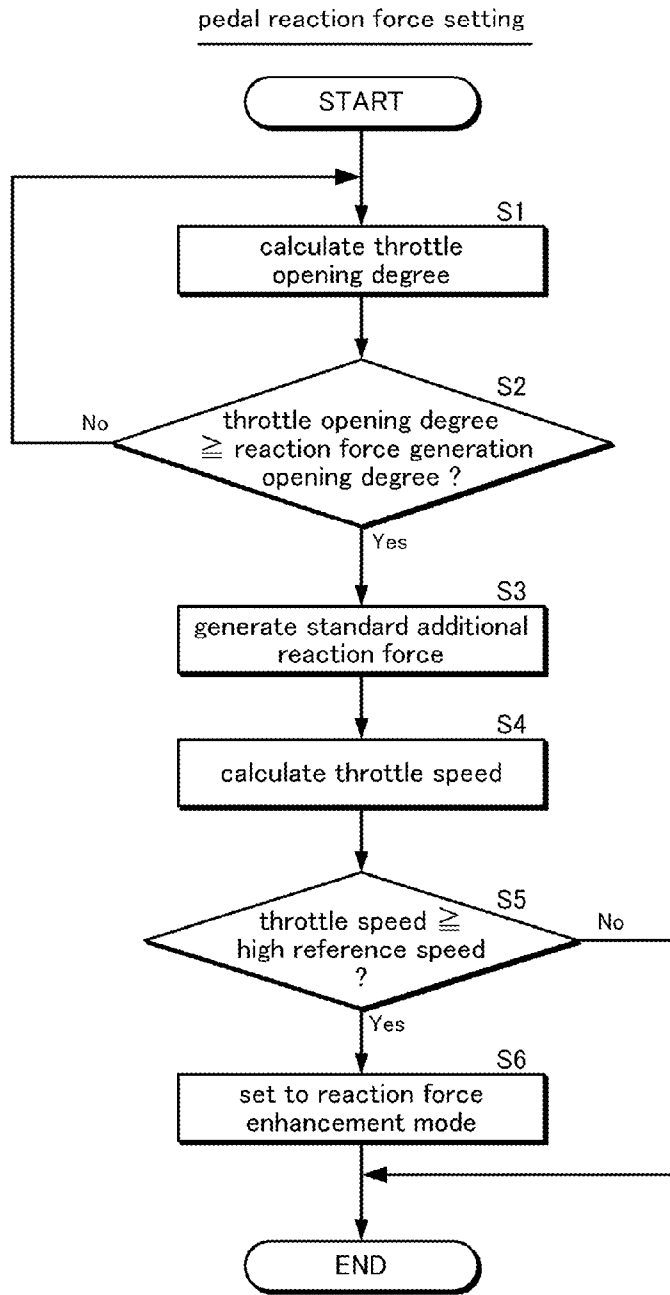 pedal reaction force setting
START
S1
calculate throttle
opening degree
S2
No
throttle opening degree
≧ reaction force generation
opening degree ?
Yes
S3
generate standard additional
reaction force
S4
calculate throttle speed
S5
No
throttle speed ≧
high reference speed
?
Yes
S6
set to reaction force
enhancement mode
END